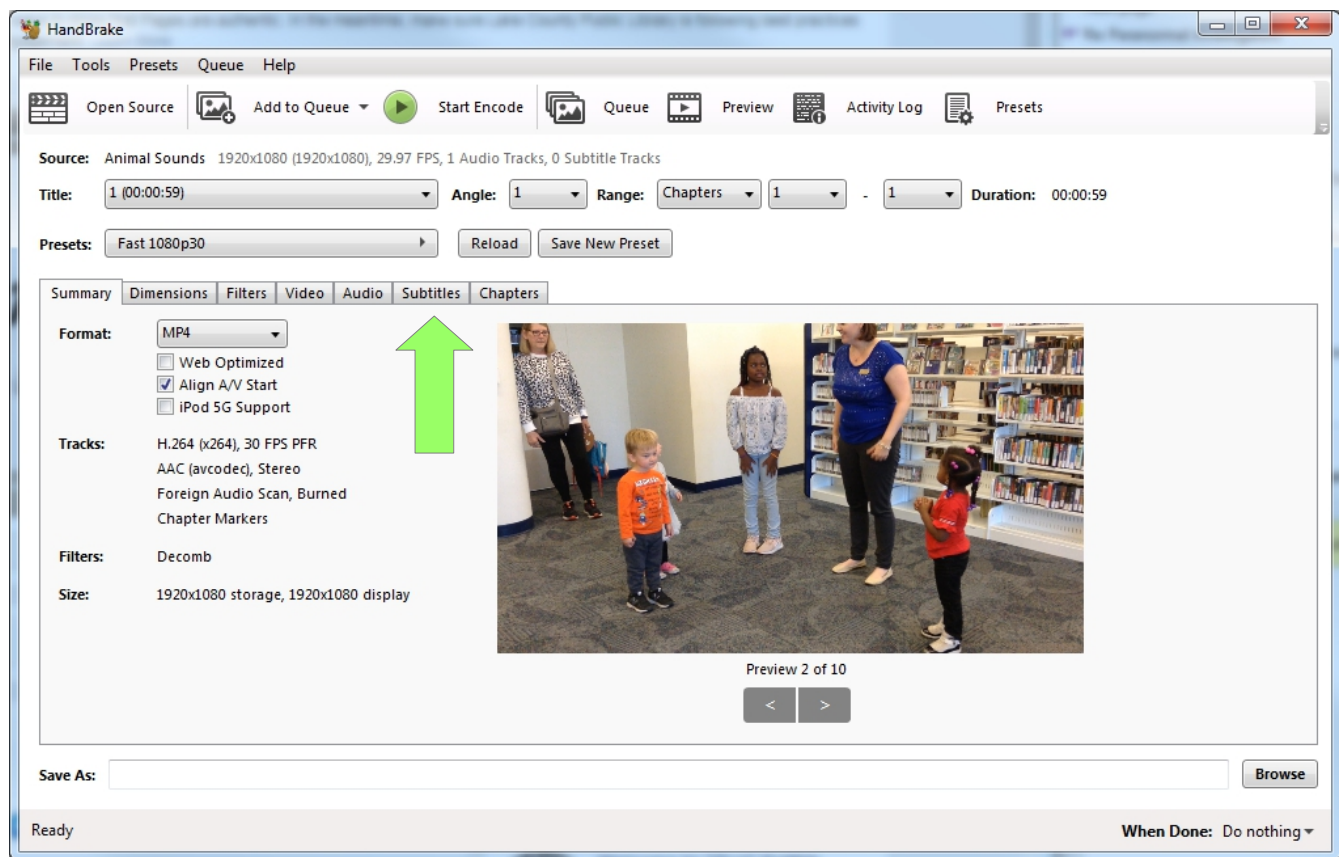 HandBrake
File Tools Presets Queue Help
Open Source Add to Queue Start Encode Queue Preview Activity Log Presets
Source: Animal Sounds 1920x1080 (1920x1080), 29.97 FPS, 1 Audio Tracks, 0 Subtitle Tracks
Title: 1 (00:00:59) Angle: 1 Range: Chapters 1 - 1 Duration: 00:00:59
Presets: Fast 1080p30 Reload Save New Preset
Summary Dimensions Filters Video Audio Subtitles Chapters
Format: MP4
Web Optimized
Align A/V Start
iPod 5G Support
Tracks: H.264 (x264), 30 FPS PFR
AAC (avcodec), Stereo
Foreign Audio Scan, Burned
Chapter Markers
Filters: Decomb
Size: 1920x1080 storage, 1920x1080 display
Preview 2 of 10
< >
Save As: Browse
Ready When Done: Do nothing